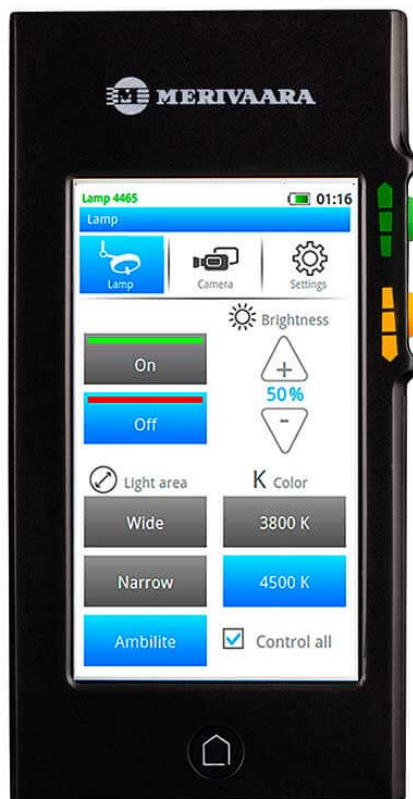 M MERIVAARA
Lamp 4465 01:16
Lamp
Lamp Camera Settings
Brightness
On
+
50%
Off
-
Light area K Color
Wide 3800 K
Narrow 4500 K
Ambilite Control all